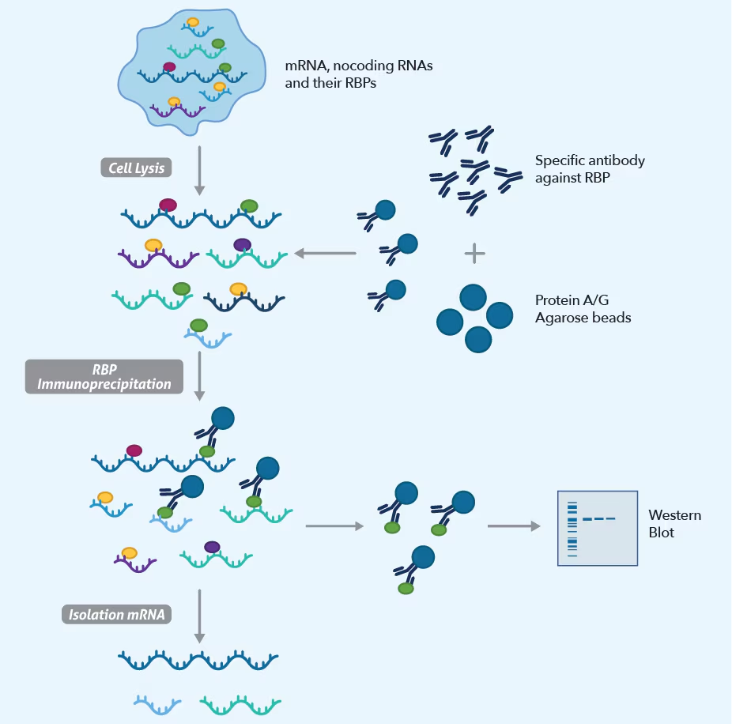 mRNA, nocoding RNAs
and their RBPs
Cell Lysis
Specific antibody
against RBP
+
Protein A/G
Agarose beads
RBP
Immunoprecipitation
Western
Blot
Isolation mRNA